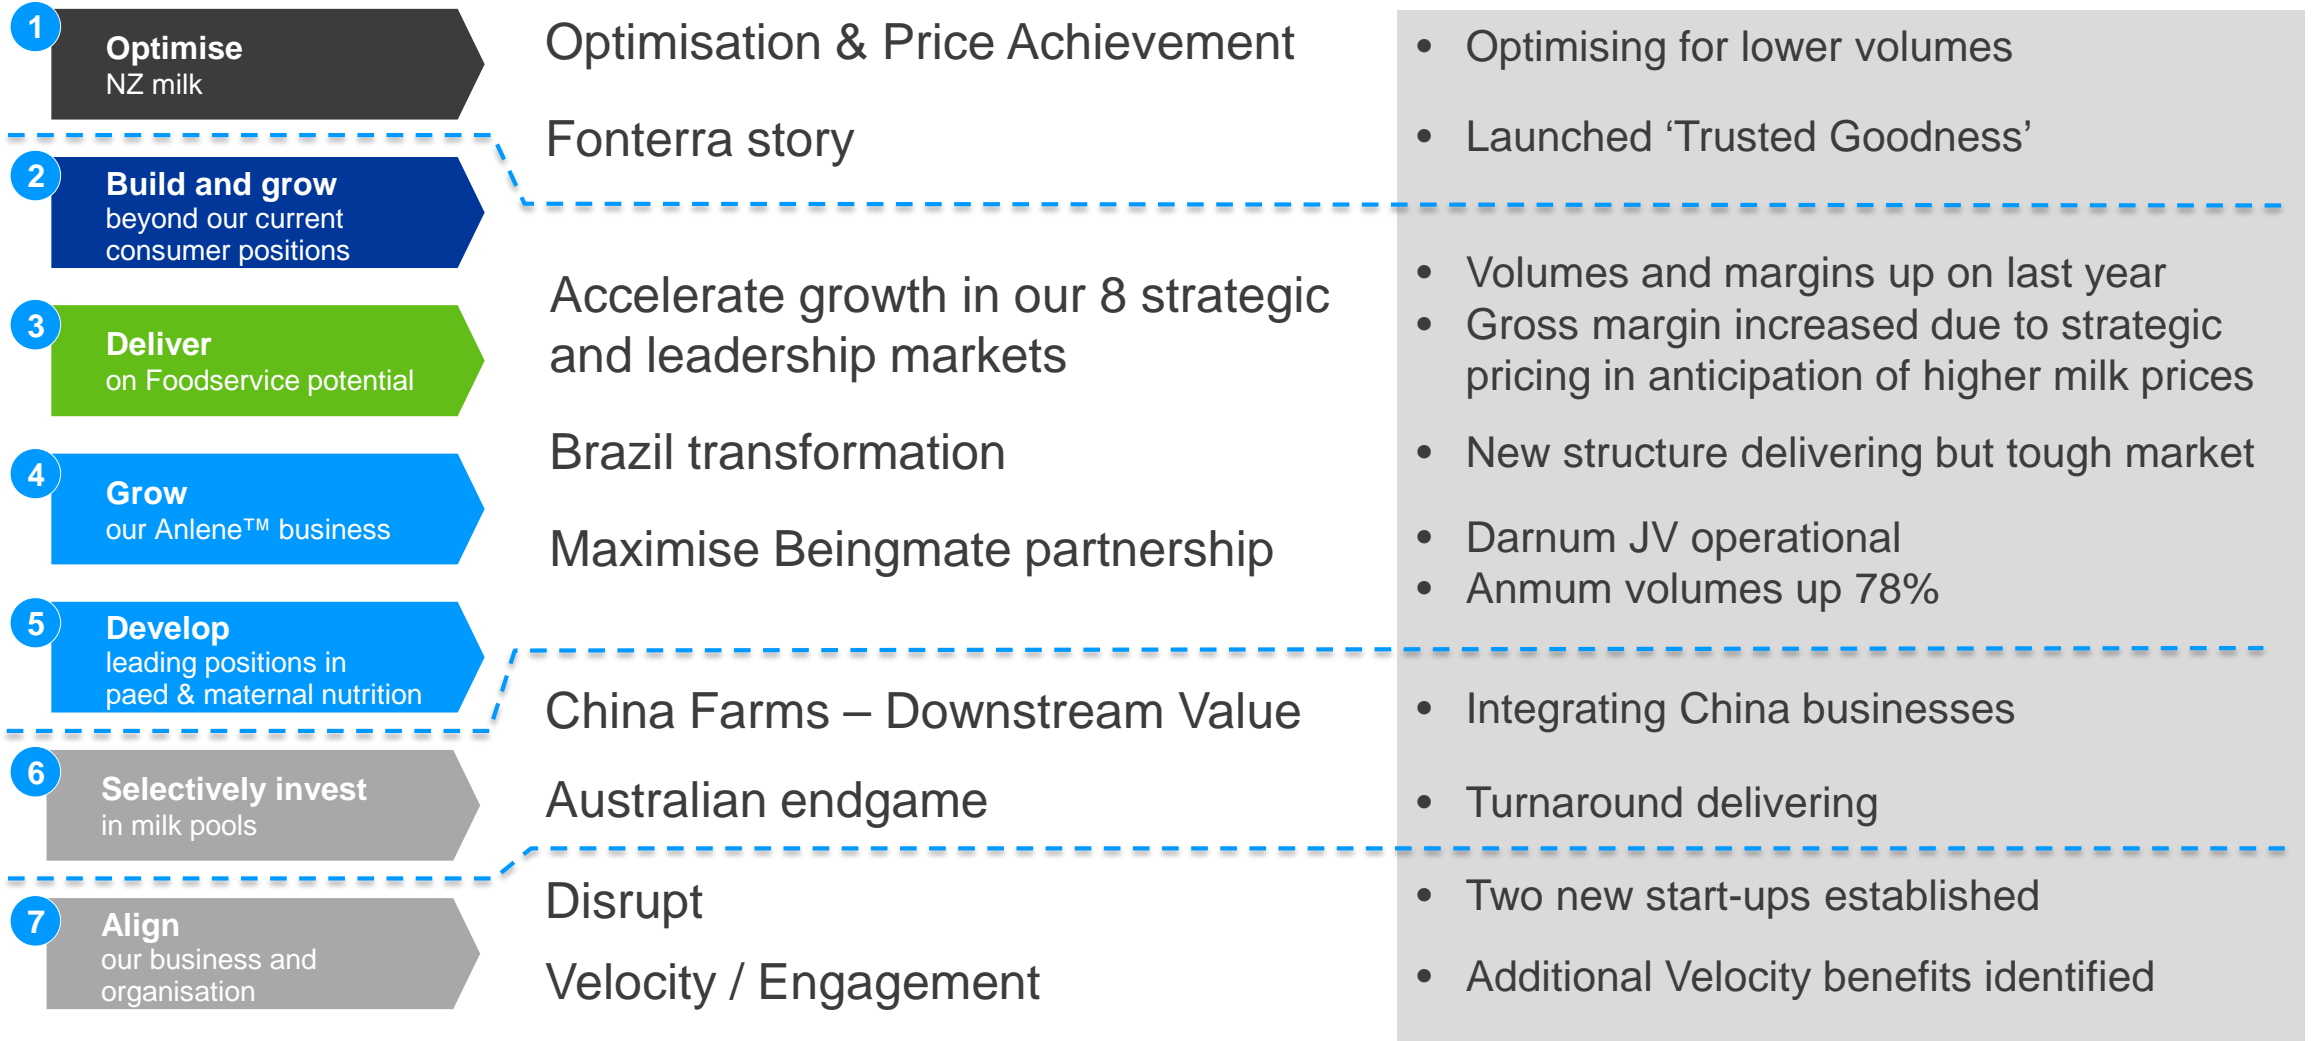 1
Optimise
NZ milk
2
Build and grow
beyond our current
consumer positions
3
Deliver
on Foodservice potential
4
Grow
our Anlene™ business
5
Develop
leading positions in
paed & maternal nutrition
6
Selectively invest
in milk pools
7
Align
our business and
organisation
Optimisation & Price Achievement
Fonterra story
Accelerate growth in our 8 strategic
and leadership markets
Brazil transformation
Maximise Beingmate partnership
China Farms – Downstream Value
Australian endgame
Disrupt
Velocity / Engagement
• Optimising for lower volumes
• Launched ‘Trusted Goodness’
• Volumes and margins up on last year
• Gross margin increased due to strategic
pricing in anticipation of higher milk prices
• New structure delivering but tough market
• Darnum JV operational
• Anmum volumes up 78%
• Integrating China businesses
• Turnaround delivering
• Two new start-ups established
• Additional Velocity benefits identified